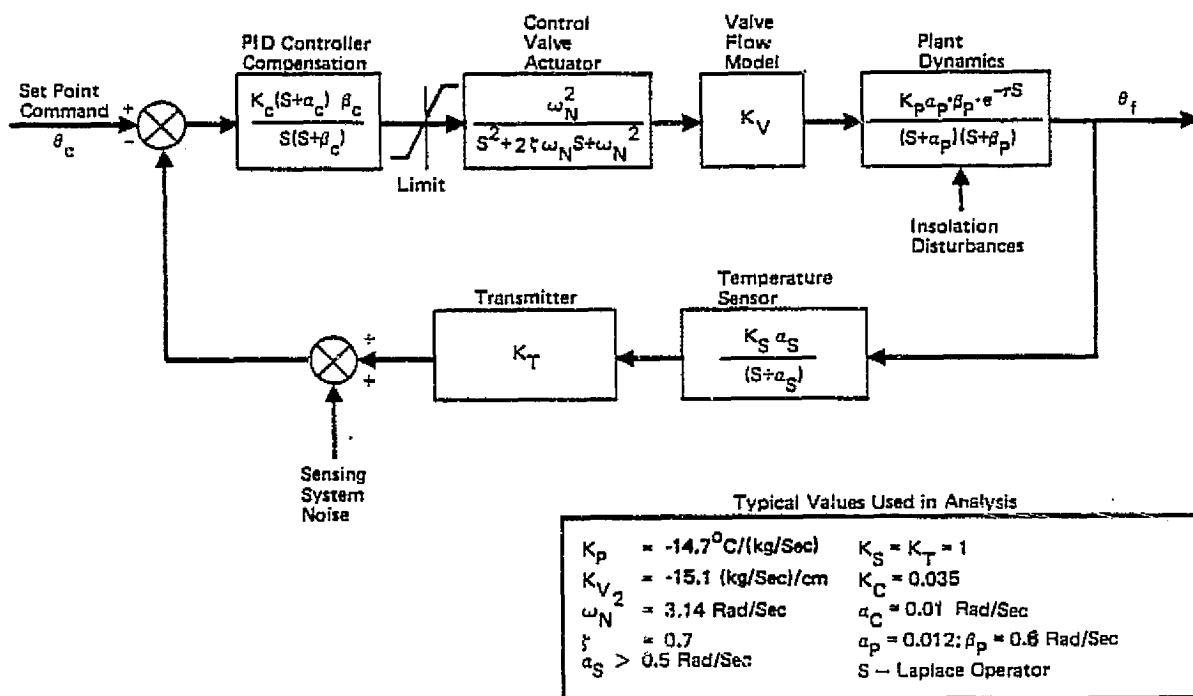 PID Controller
Compensation
Control
Valve
Actuator
Valve
Flow
Model
Plant
Dynamics
Set Point
Command
θc
+
−
Kc(S+αc) βc
S(S+βc)
Limit
ωN²
S²+2ζωNS+ωN²
KV
KPαP·βP·e^-τS
(S+αP)(S+βP)
θf
Insolation
Disturbances
Transmitter
Temperature
Sensor
KT
KS αS
(S+αS)
+
+
Sensing
System
Noise
Typical Values Used in Analysis
KP = -14.7°C/(kg/Sec) KS = KT = 1
KV2 = -15.1 (kg/Sec)/cm KC = 0.035
ωN = 3.14 Rad/Sec αC = 0.01 Rad/Sec
ζ = 0.7 αP = 0.012; βP = 0.6 Rad/Sec
αS > 0.5 Rad/Sec S – Laplace Operator